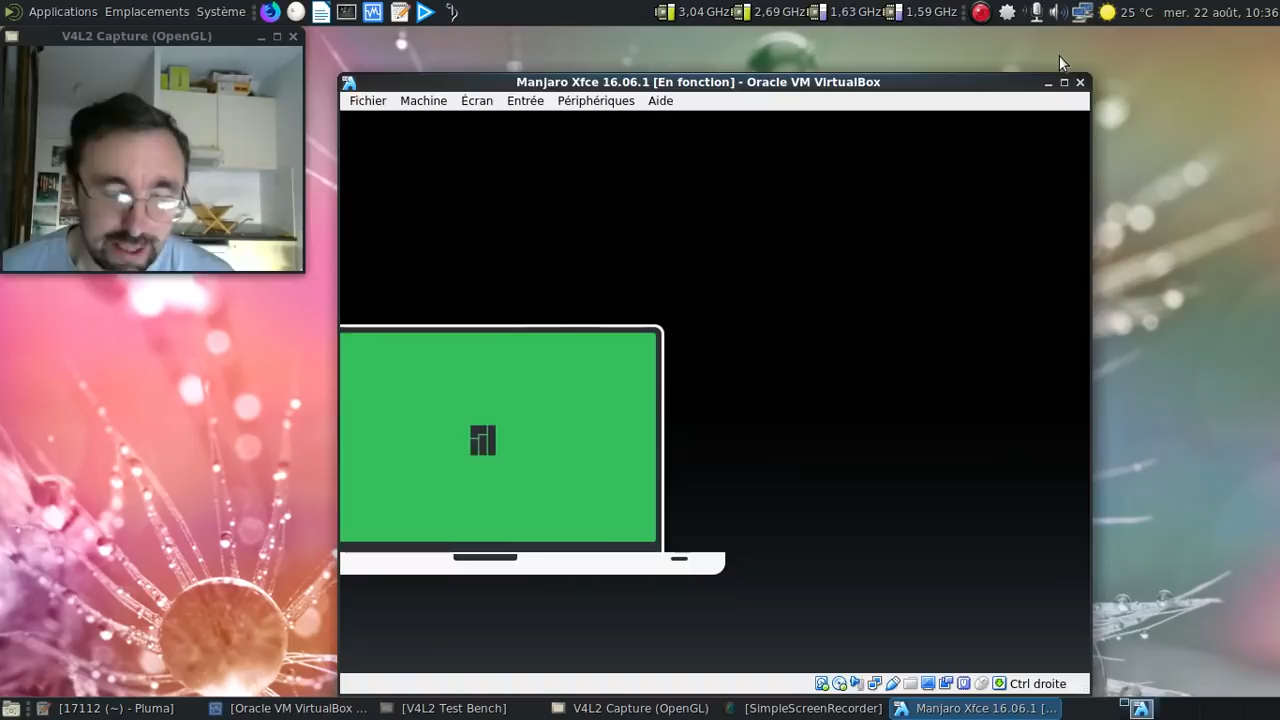 Applications Emplacements Système 3,04 GHz 2,69 GHz 1,63 GHz 1,59 GHz 25 °C mer. 22 août, 10:36
V4L2 Capture (OpenGL)
Manjaro Xfce 16.06.1 [En fonction] - Oracle VM VirtualBox
Fichier Machine Écran Entrée Périphériques Aide
Ctrl droite
[17112 (~) - Pluma] [Oracle VM VirtualBox ... [V4L2 Test Bench] V4L2 Capture (OpenGL) [SimpleScreenRecorder] Manjaro Xfce 16.06.1 [...